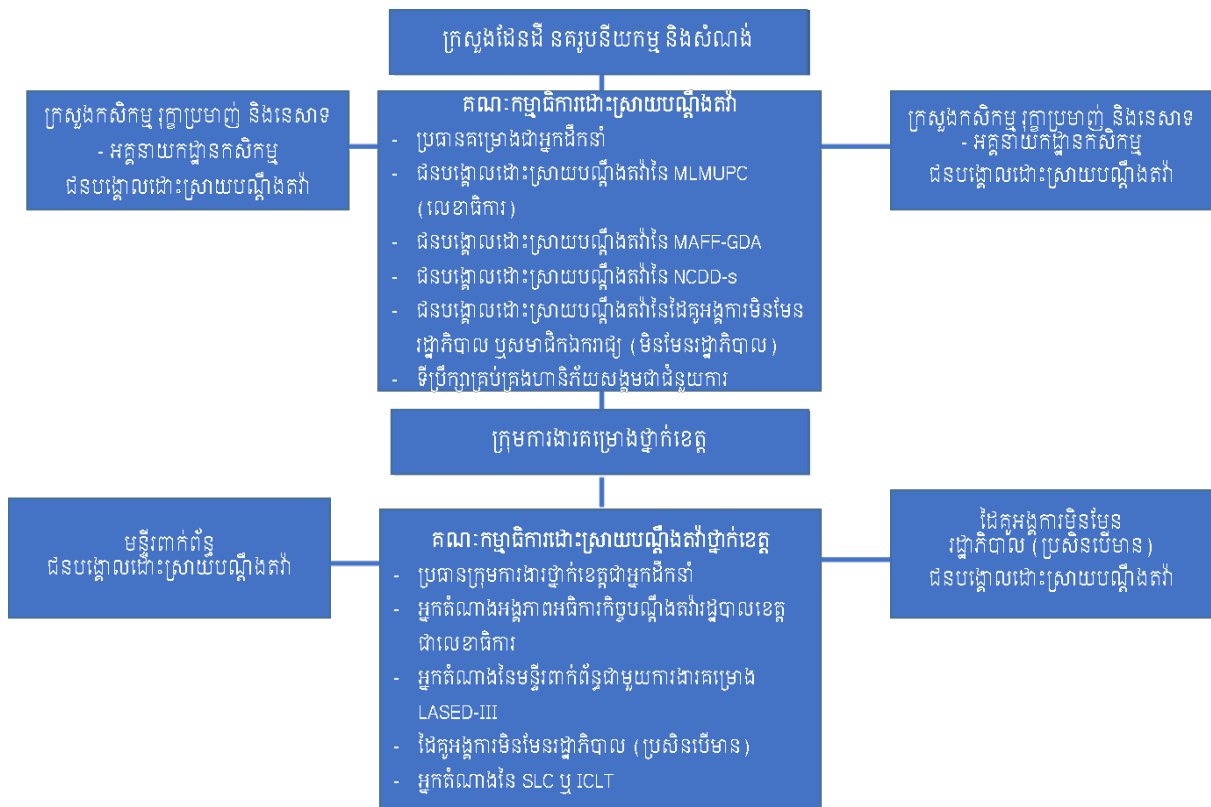 ក្រសួងដែនដី នគរូបនីយកម្ម និងសំណង់
ក្រសួងកសិកម្ម រុក្ខាប្រមាញ់ និងនេសាទ
- អគ្គនាយកដ្ឋានកសិកម្ម
ជនបង្គោលដោះស្រាយបណ្ដឹងតវ៉ា
គណៈកម្មាធិការដោះស្រាយបណ្ដឹងតវ៉ា
- ប្រធានគម្រោងជាអ្នកដឹកនាំ
- ជនបង្គោលដោះស្រាយបណ្ដឹងតវ៉ានៃ MLMUPC
(លេខាធិការ)
- ជនបង្គោលដោះស្រាយបណ្ដឹងតវ៉ានៃ MAFF-GDA
- ជនបង្គោលដោះស្រាយបណ្ដឹងតវ៉ានៃ NCDD-s
- ជនបង្គោលដោះស្រាយបណ្ដឹងតវ៉ានៃដៃគូអង្គការមិនមែន
រដ្ឋាភិបាល ឬសមាជិកឯករាជ្យ (មិនមែនរដ្ឋាភិបាល)
- ទីប្រឹក្សាគ្រប់គ្រងហានិភ័យសង្គមជាជំនួយការ
ក្រសួងកសិកម្ម រុក្ខាប្រមាញ់ និងនេសាទ
- អគ្គនាយកដ្ឋានកសិកម្ម
ជនបង្គោលដោះស្រាយបណ្ដឹងតវ៉ា
ក្រុមការងារគម្រោងថ្នាក់ខេត្ត
មន្ទីរពាក់ព័ន្ធ
ជនបង្គោលដោះស្រាយបណ្ដឹងតវ៉ា
គណៈកម្មាធិការដោះស្រាយបណ្ដឹងតវ៉ាថ្នាក់ខេត្ត
- ប្រធានក្រុមការងារថ្នាក់ខេត្តជាអ្នកដឹកនាំ
- អ្នកតំណាងអង្គភាពអធិការកិច្ចបណ្ដឹងតវ៉ារដ្ឋបាលខេត្ត
ជាលេខាធិការ
- អ្នកតំណាងនៃមន្ទីរពាក់ព័ន្ធជាមួយការងារគម្រោង
LASED-III
- ដៃគូអង្គការមិនមែនរដ្ឋាភិបាល (ប្រសិនបើមាន)
- អ្នកតំណាងនៃ SLC ឬ ICLT
ដៃគូអង្គការមិនមែន
រដ្ឋាភិបាល (ប្រសិនបើមាន)
ជនបង្គោលដោះស្រាយបណ្ដឹងតវ៉ា